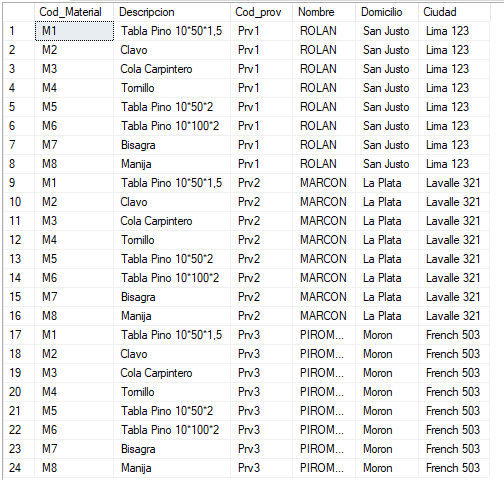 Cod_Material Descripcion Cod_prov Nombre Domicilio Ciudad
1 M1 Tabla Pino 10*50*1,5 Prv1 ROLAN San Justo Lima 123
2 M2 Clavo Prv1 ROLAN San Justo Lima 123
3 M3 Cola Carpintero Prv1 ROLAN San Justo Lima 123
4 M4 Tornillo Prv1 ROLAN San Justo Lima 123
5 M5 Tabla Pino 10*50*2 Prv1 ROLAN San Justo Lima 123
6 M6 Tabla Pino 10*100*2 Prv1 ROLAN San Justo Lima 123
7 M7 Bisagra Prv1 ROLAN San Justo Lima 123
8 M8 Manija Prv1 ROLAN San Justo Lima 123
9 M1 Tabla Pino 10*50*1,5 Prv2 MARCON La Plata Lavalle 321
10 M2 Clavo Prv2 MARCON La Plata Lavalle 321
11 M3 Cola Carpintero Prv2 MARCON La Plata Lavalle 321
12 M4 Tornillo Prv2 MARCON La Plata Lavalle 321
13 M5 Tabla Pino 10*50*2 Prv2 MARCON La Plata Lavalle 321
14 M6 Tabla Pino 10*100*2 Prv2 MARCON La Plata Lavalle 321
15 M7 Bisagra Prv2 MARCON La Plata Lavalle 321
16 M8 Manija Prv2 MARCON La Plata Lavalle 321
17 M1 Tabla Pino 10*50*1,5 Prv3 PIROM... Moron French 503
18 M2 Clavo Prv3 PIROM... Moron French 503
19 M3 Cola Carpintero Prv3 PIROM... Moron French 503
20 M4 Tornillo Prv3 PIROM... Moron French 503
21 M5 Tabla Pino 10*50*2 Prv3 PIROM... Moron French 503
22 M6 Tabla Pino 10*100*2 Prv3 PIROM... Moron French 503
23 M7 Bisagra Prv3 PIROM... Moron French 503
24 M8 Manija Prv3 PIROM... Moron French 503